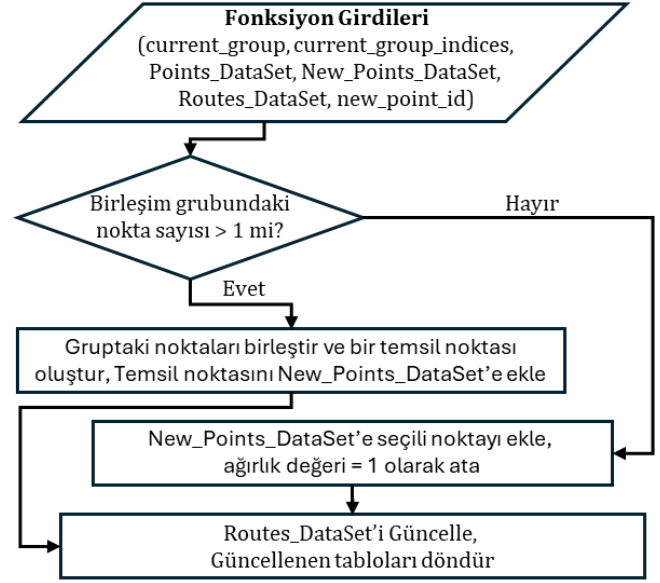 Fonksiyon Girdileri
(current_group, current_group_indices,
Points_DataSet, New_Points_DataSet,
Routes_DataSet, new_point_id)
Birleşim grubundaki
nokta sayısı > 1 mi?
Hayır
Evet
Gruptaki noktaları birleştir ve bir temsil noktası
oluştur, Temsil noktasını New_Points_DataSet'e ekle
New_Points_DataSet'e seçili noktayı ekle,
ağırlık değeri = 1 olarak ata
Routes_DataSet'i Güncelle,
Güncellenen tabloları döndür